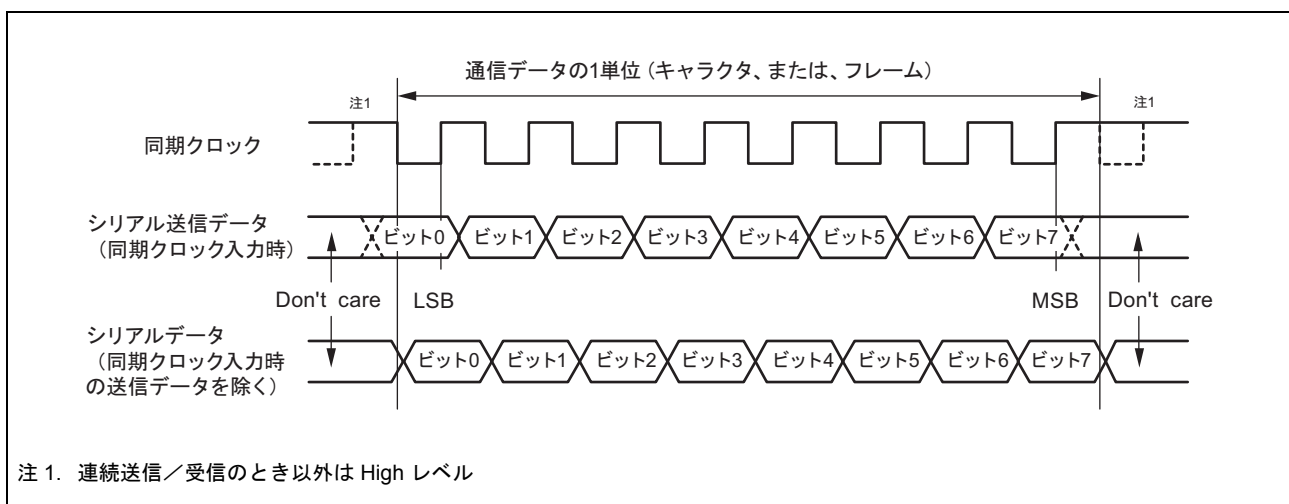 通信データの1単位（キャラクタ、または、フレーム）
注1
注1
同期クロック
シリアル送信データ
（同期クロック入力時）
ビット0
ビット1
ビット2
ビット3
ビット4
ビット5
ビット6
ビット7
Don't care
LSB
MSB
Don't care
シリアルデータ
（同期クロック入力時
の送信データを除く）
ビット0
ビット1
ビット2
ビット3
ビット4
ビット5
ビット6
ビット7
注 1. 連続送信／受信のとき以外は High レベル